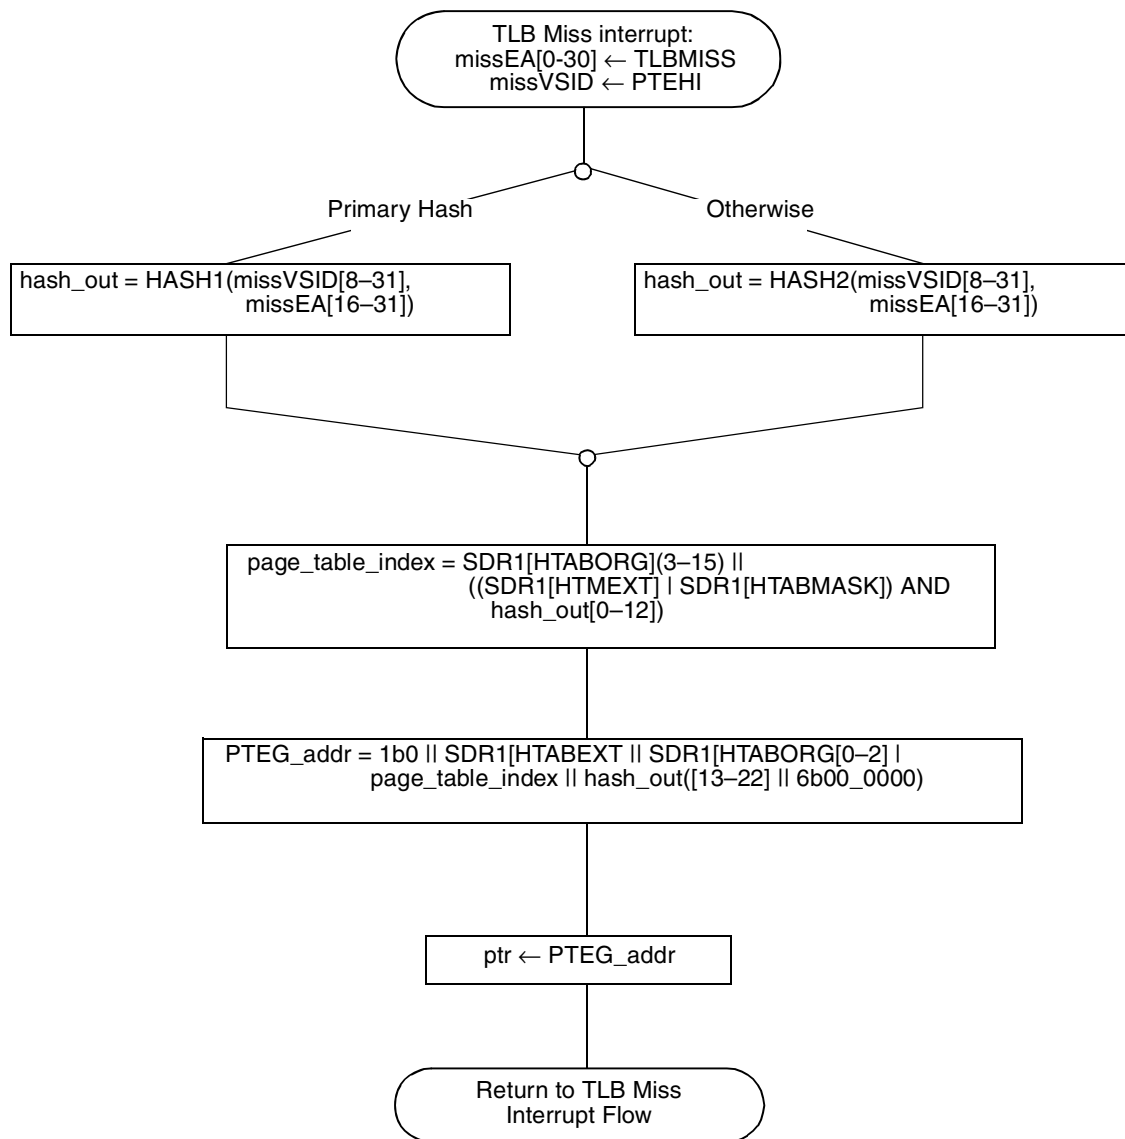 TLB Miss interrupt:
missEA[0-30] ← TLBMISS
missVSID ← PTEHI
Primary Hash
Otherwise
hash_out = HASH1(missVSID[8–31],
missEA[16–31])
hash_out = HASH2(missVSID[8–31],
missEA[16–31])
page_table_index = SDR1[HTABORG](3–15) ||
((SDR1[HTMEXT] | SDR1[HTABMASK]) AND
hash_out[0–12])
PTEG_addr = 1b0 || SDR1[HTABEXT || SDR1[HTABORG[0–2] |
page_table_index || hash_out([13–22] || 6b00_0000)
ptr ← PTEG_addr
Return to TLB Miss
Interrupt Flow